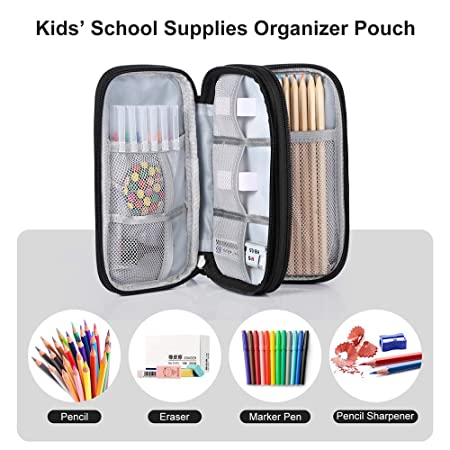 Kids’ School Supplies Organizer Pouch
Pencil
Eraser
Marker Pen
Pencil Sharpener